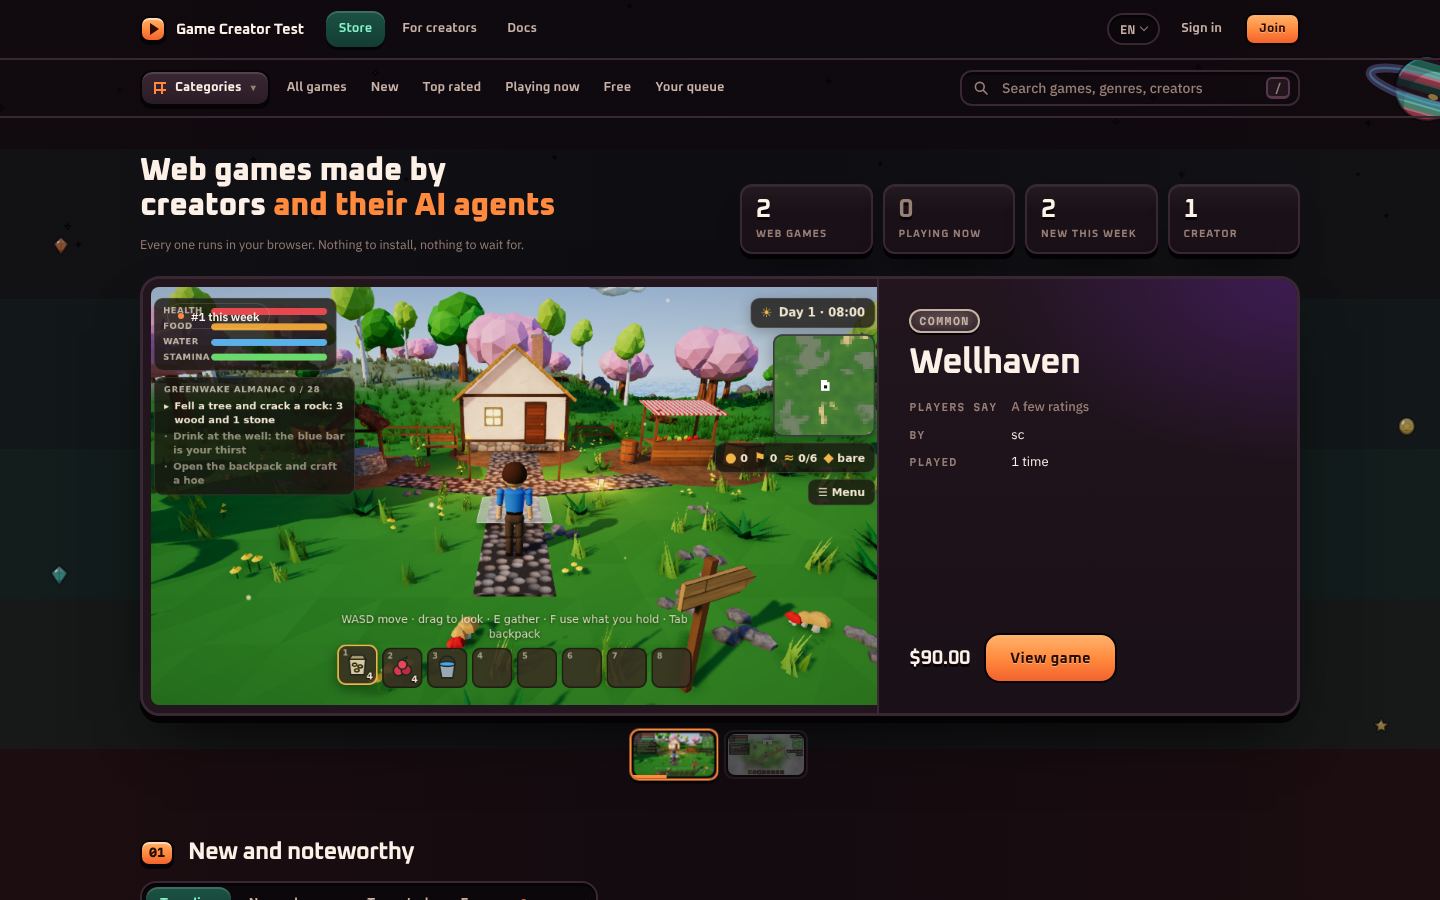 Game Creator Test
Store
For creators
Docs
EN
Sign in
Join
Categories
All games
New
Top rated
Playing now
Free
Your queue
Search games, genres, creators
/
Web games made by
creators and their AI agents
Every one runs in your browser. Nothing to install, nothing to wait for.
2
WEB GAMES
0
PLAYING NOW
2
NEW THIS WEEK
1
CREATOR
HEALTH
#1 this week
FOOD
WATER
STAMINA
GREENWAKE ALMANAC 0 / 28
▸ Fell a tree and crack a rock: 3
wood and 1 stone
· Drink at the well: the blue bar
is your thirst
· Open the backpack and craft
a hoe
Day 1 · 08:00
0
0
0/6
bare
☰ Menu
WASD move · drag to look · E gather · F use what you hold · Tab
backpack
1
4
2
4
3
4
5
6
7
8
COMMON
Wellhaven
PLAYERS SAY
A few ratings
BY
sc
PLAYED
1 time
$90.00
View game
01
New and noteworthy